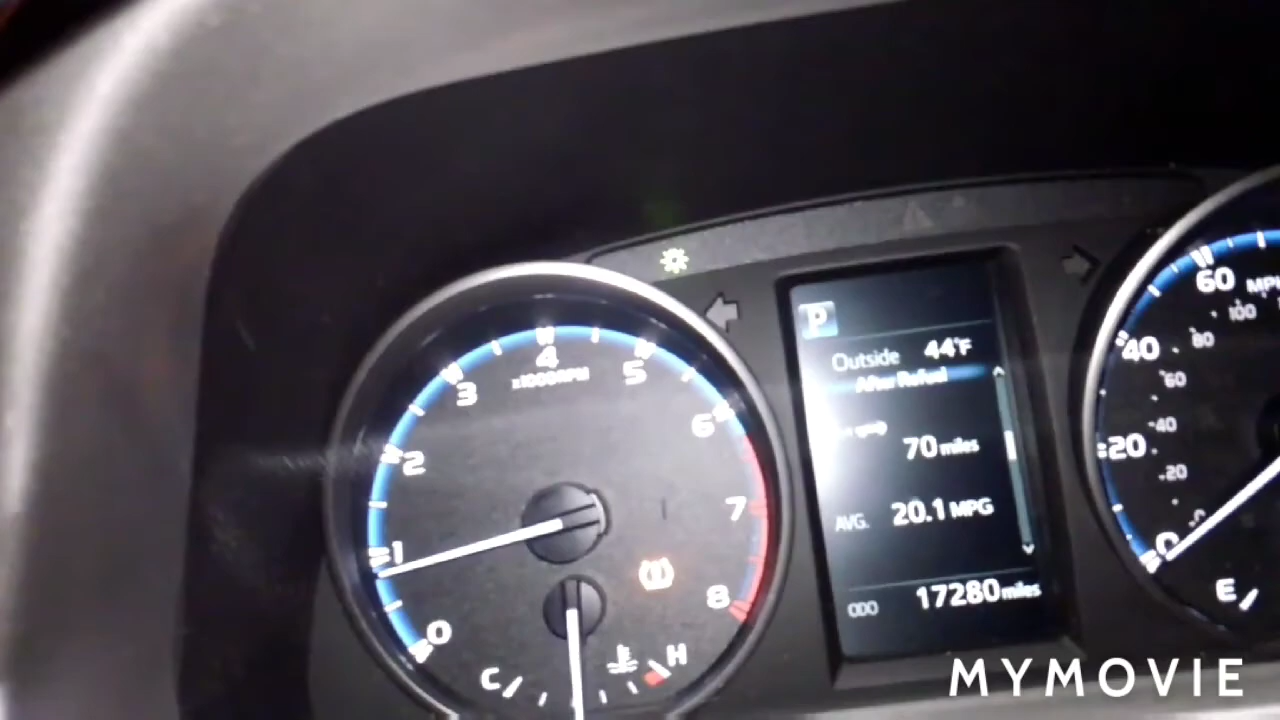 0
1
2
3
4
5
6
7
8
x1000RPM
C
H
P
Outside 44°F
After Refuel
70 miles
AVG. 20.1 MPG
ODO 17280 miles
60 MPH
40
20
0
100
80
60
40
20
0
E
MYMOVIE